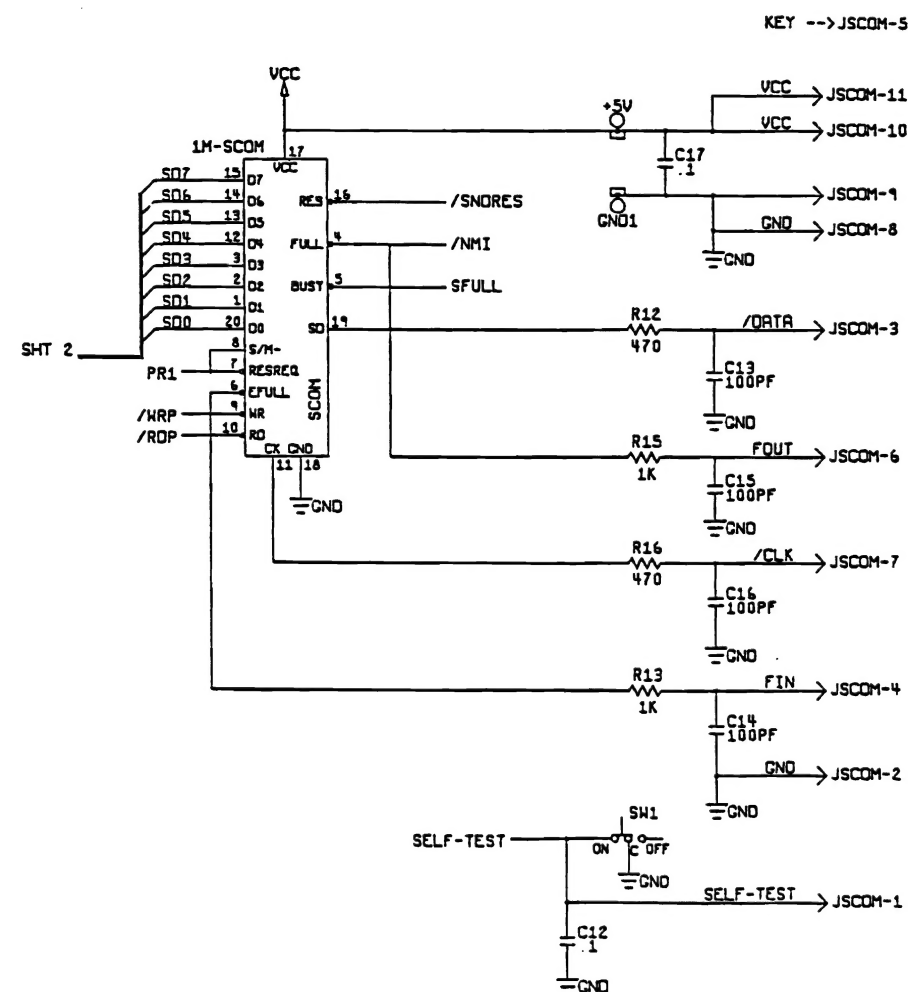 KEY -->JSCOM-5
VCC
VCC
JSCOM-11
+5V
VCC
JSCOM-10
1M-SCOM
17
VCC
C17
.1
SD7 15 D7
SD6 14 D6
RES 16 /SNDRES
JSCOM-9
SD5 13 D5
GND1
GND
JSCOM-8
SD4 12 D4
FULL 4 /NMI
GND
SD3 3 D3
SD2 2 D2
BUST 5 SFULL
SD1 1 D1
R12
SD0 20 D0
SD 19
/DATA
JSCOM-3
470
SHT 2
8 S/M-
PR1
7 RESREQ
C13
100PF
6 EFULL
SCOM
/WRP 9 WR
GND
/RDP 10 RD
R15
CK GND
FOUT
JSCOM-6
11 18
1K
C15
100PF
GND
GND
R16
/CLK
JSCOM-7
470
C16
100PF
GND
R13
FIN
JSCOM-4
1K
C14
100PF
GND
JSCOM-2
GND
SW1
SELF-TEST
ON C OFF
GND
SELF-TEST
JSCOM-1
C12
.1
GND